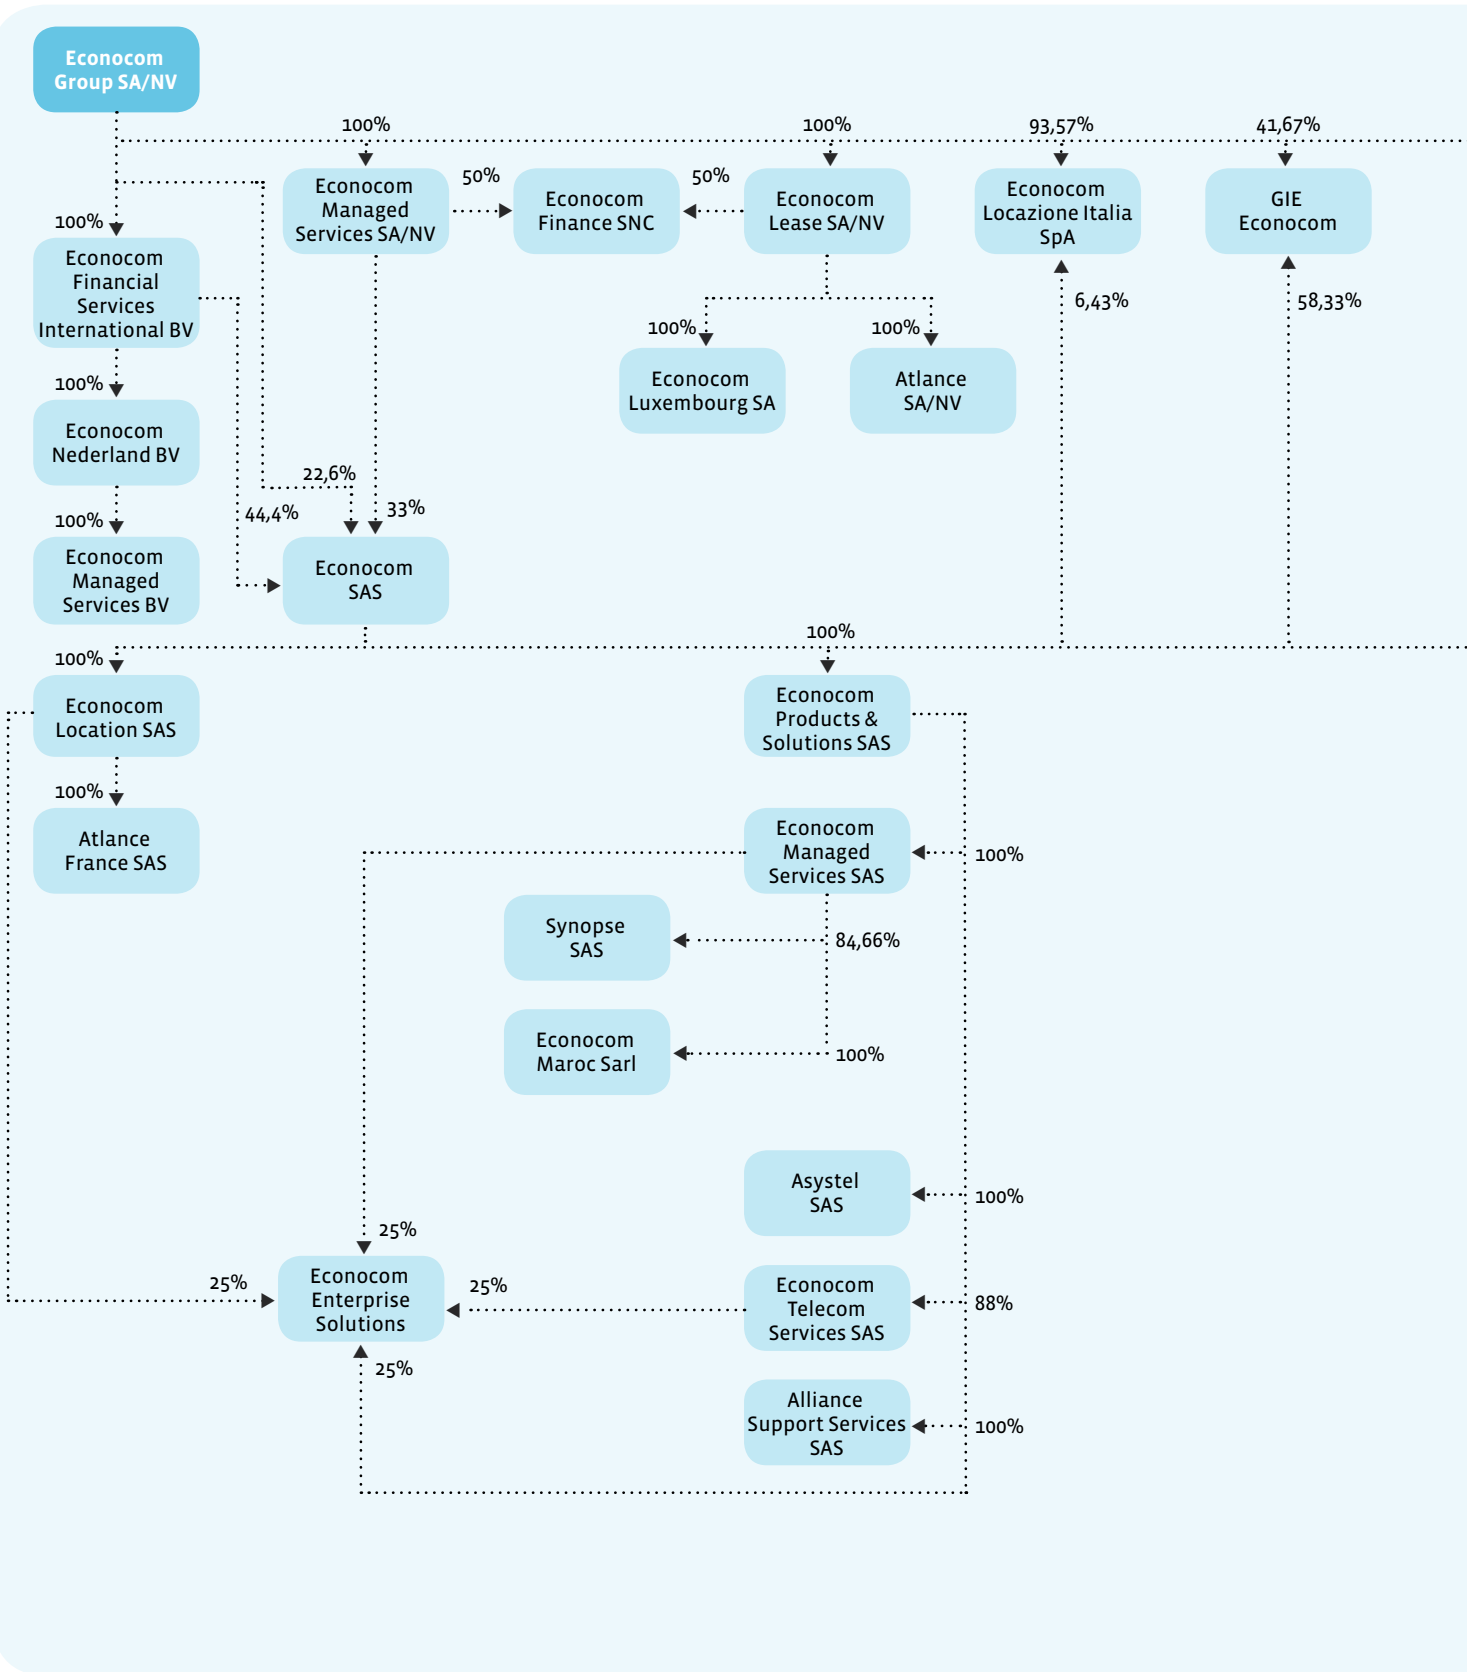 Econocom
Group SA/NV
100%
100%
93,57%
41,67%
Econocom
Managed
Services SA/NV
50%
Econocom
Finance SNC
50%
Econocom
Lease SA/NV
Econocom
Locazione Italia
SpA
GIE
Econocom
100%
Econocom
Financial
Services
International BV
6,43%
58,33%
100%
100%
Econocom
Luxembourg SA
Atlance
SA/NV
100%
Econocom
Nederland BV
22,6%
44,4%
33%
100%
Econocom
Managed
Services BV
Econocom
SAS
100%
100%
Econocom
Location SAS
Econocom
Products &
Solutions SAS
100%
Atlance
France SAS
Econocom
Managed
Services SAS
100%
Synopse
SAS
84,66%
Econocom
Maroc Sarl
100%
Asystel
SAS
100%
25%
25%
Econocom
Enterprise
Solutions
25%
Econocom
Telecom
Services SAS
88%
25%
Alliance
Support Services
SAS
100%